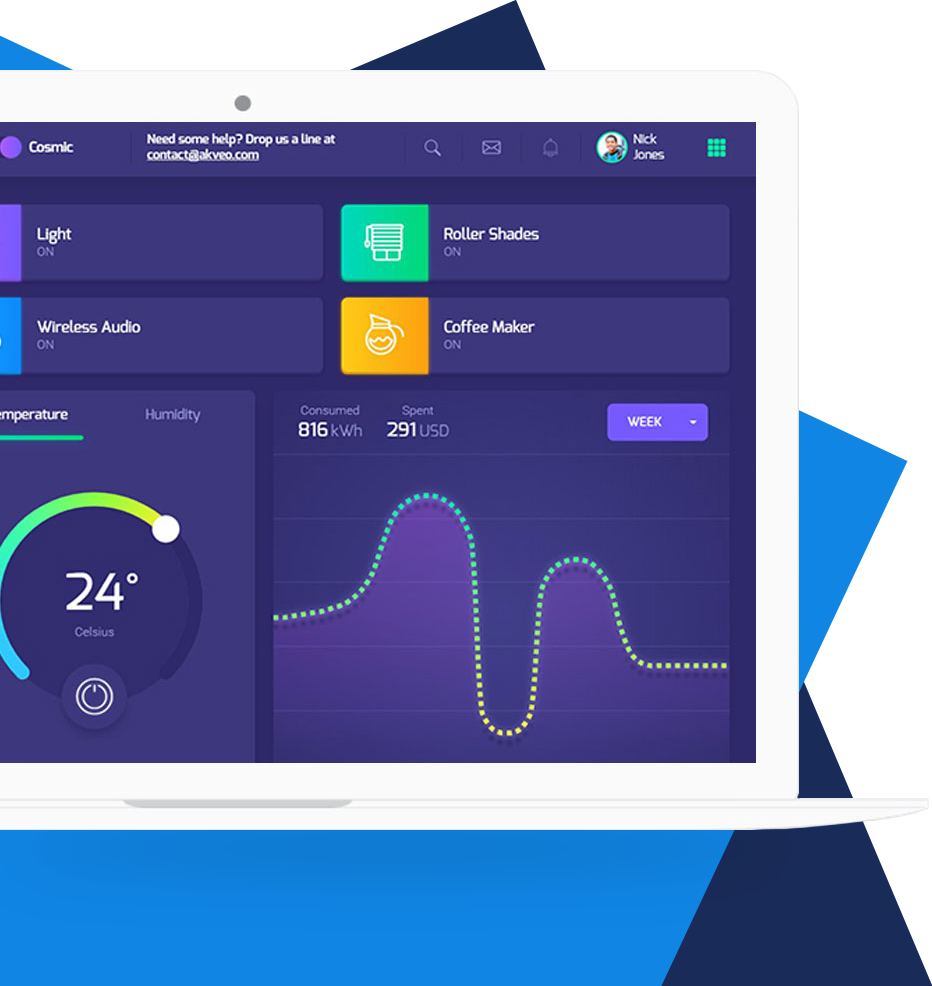 Cosmic
Need some help? Drop us a line at
contact@akveo.com
Nick
Jones
Light
ON
Roller Shades
ON
Wireless Audio
ON
Coffee Maker
ON
emperature
Humidity
Consumed
816 kWh
Spent
291 USD
WEEK
24°
Celsius